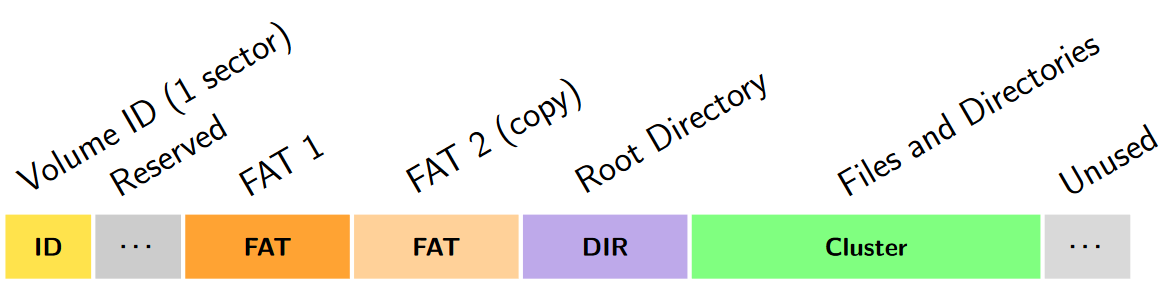 Volume ID (1 sector)
Reserved
FAT 1
FAT 2 (copy)
Root Directory
Files and Directories
Unused
ID
...
FAT
FAT
DIR
Cluster
...